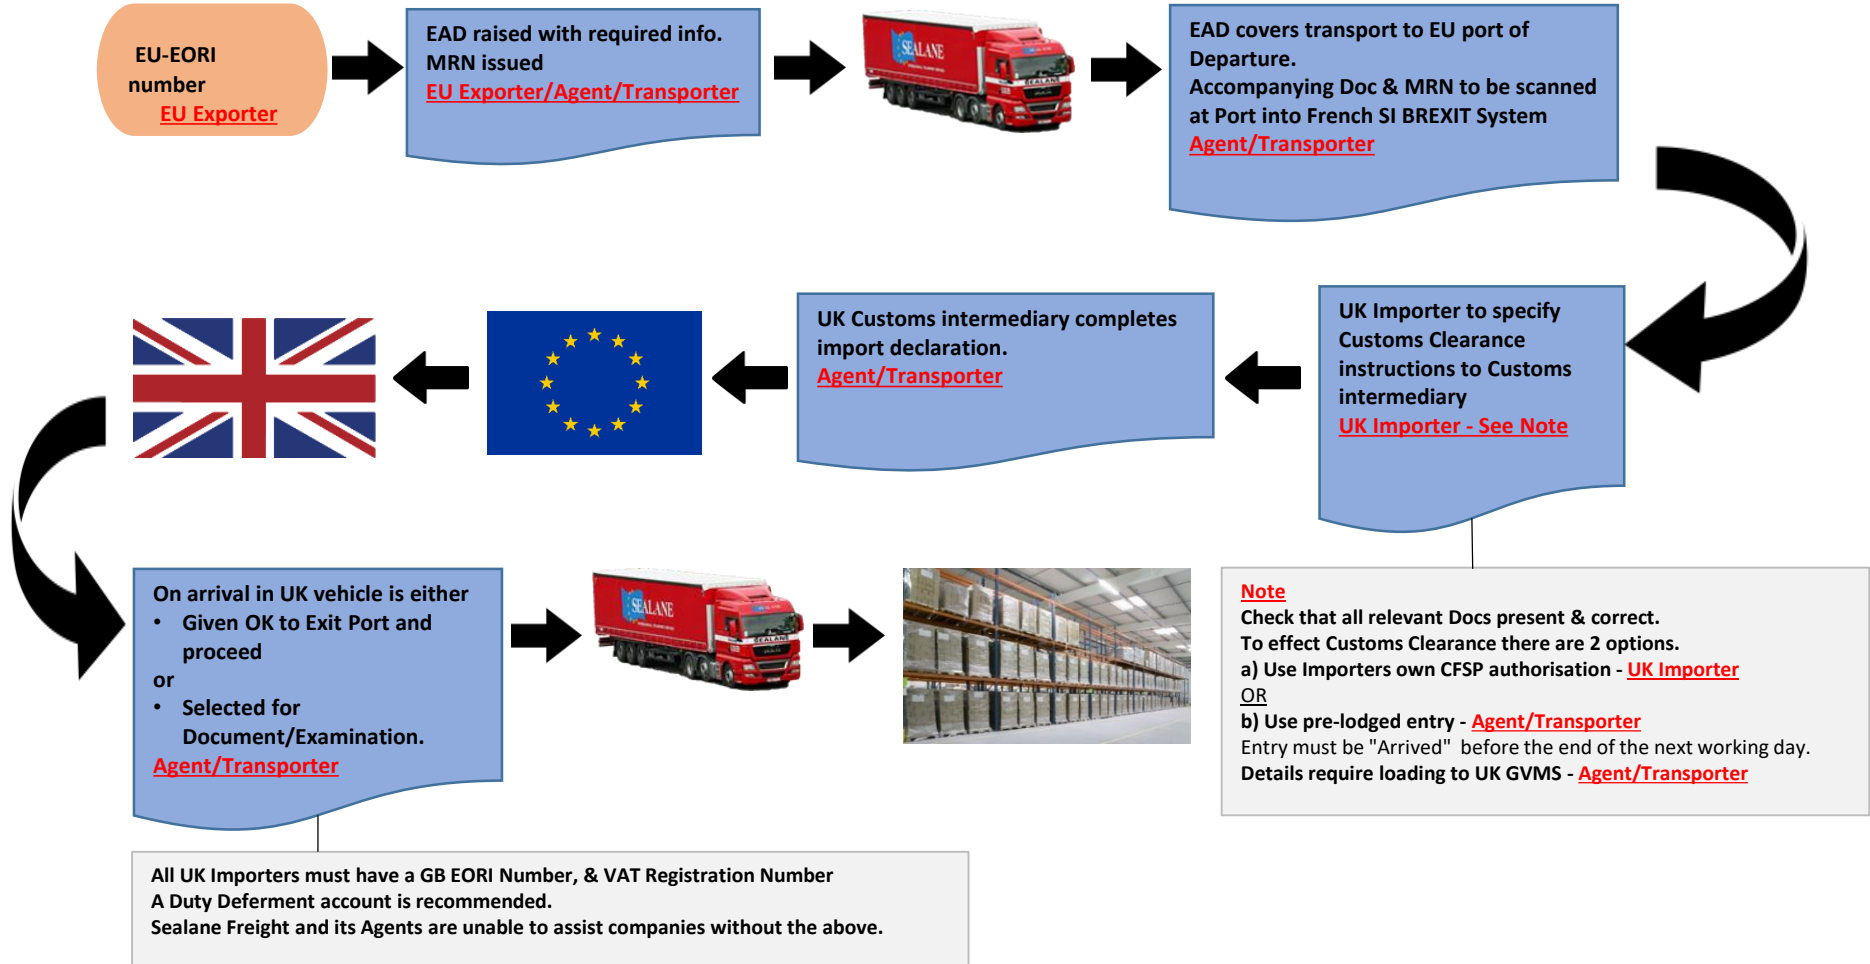 EU-EORI
number
EU Exporter
EAD raised with required info.
MRN issued
EU Exporter/Agent/Transporter
SEALANE
SEALANE
EAD covers transport to EU port of
Departure.
Accompanying Doc & MRN to be scanned
at Port into French SI BREXIT System
Agent/Transporter
UK Customs intermediary completes
import declaration.
Agent/Transporter
UK Importer to specify
Customs Clearance
instructions to Customs
intermediary
UK Importer - See Note
On arrival in UK vehicle is either
• Given OK to Exit Port and
proceed
or
• Selected for
Document/Examination.
Agent/Transporter
SEALANE
SEALANE
Note
Check that all relevant Docs present & correct.
To effect Customs Clearance there are 2 options.
a) Use Importers own CFSP authorisation - UK Importer
OR
b) Use pre-lodged entry - Agent/Transporter
Entry must be "Arrived"  before the end of the next working day.
Details require loading to UK GVMS - Agent/Transporter
All UK Importers must have a GB EORI Number, & VAT Registration Number
A Duty Deferment account is recommended.
Sealane Freight and its Agents are unable to assist companies without the above.